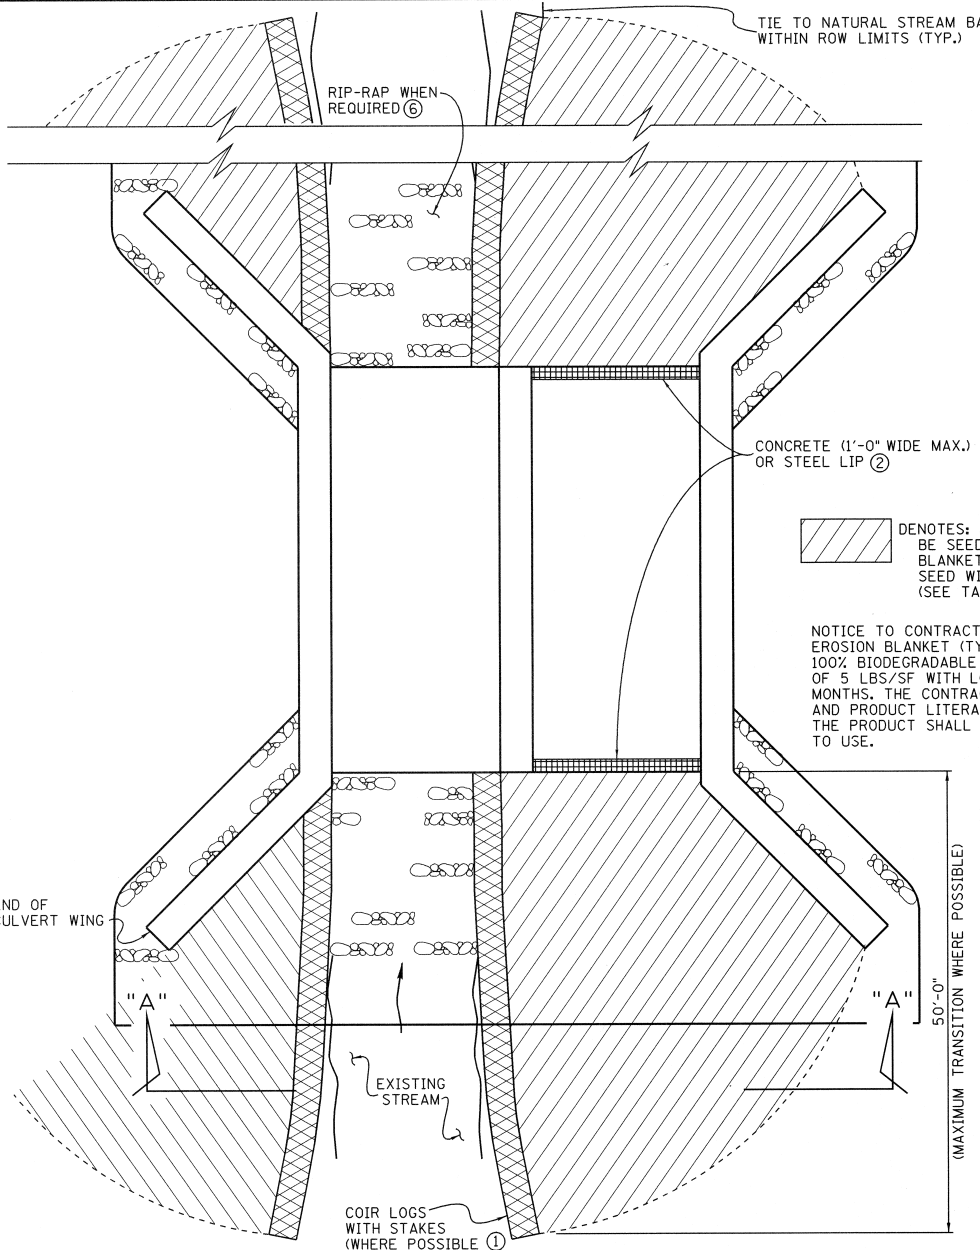 TIE TO NATURAL STREAM BA
WITHIN ROW LIMITS (TYP.)
RIP-RAP WHEN
REQUIRED ⑥
CONCRETE (1'-0" WIDE MAX.)
OR STEEL LIP ②
DENOTES:
BE SEED
BLANKET
SEED WI
(SEE TA
NOTICE TO CONTRACT
EROSION BLANKET (TY
100% BIODEGRADABLE
OF 5 LBS/SF WITH L
MONTHS. THE CONTRA
AND PRODUCT LITERA
THE PRODUCT SHALL
TO USE.
ND OF
ULVERT WING
"A"
"A"
50'-0"
(MAXIMUM TRANSITION WHERE POSSIBLE)
EXISTING
STREAM
COIR LOGS
WITH STAKES
(WHERE POSSIBLE ①